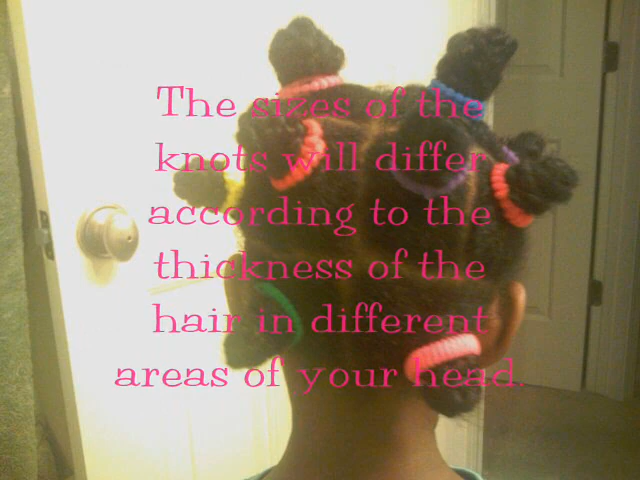 The sizes of the
knots will differ
according to the
thickness of the
hair in different
areas of your head.